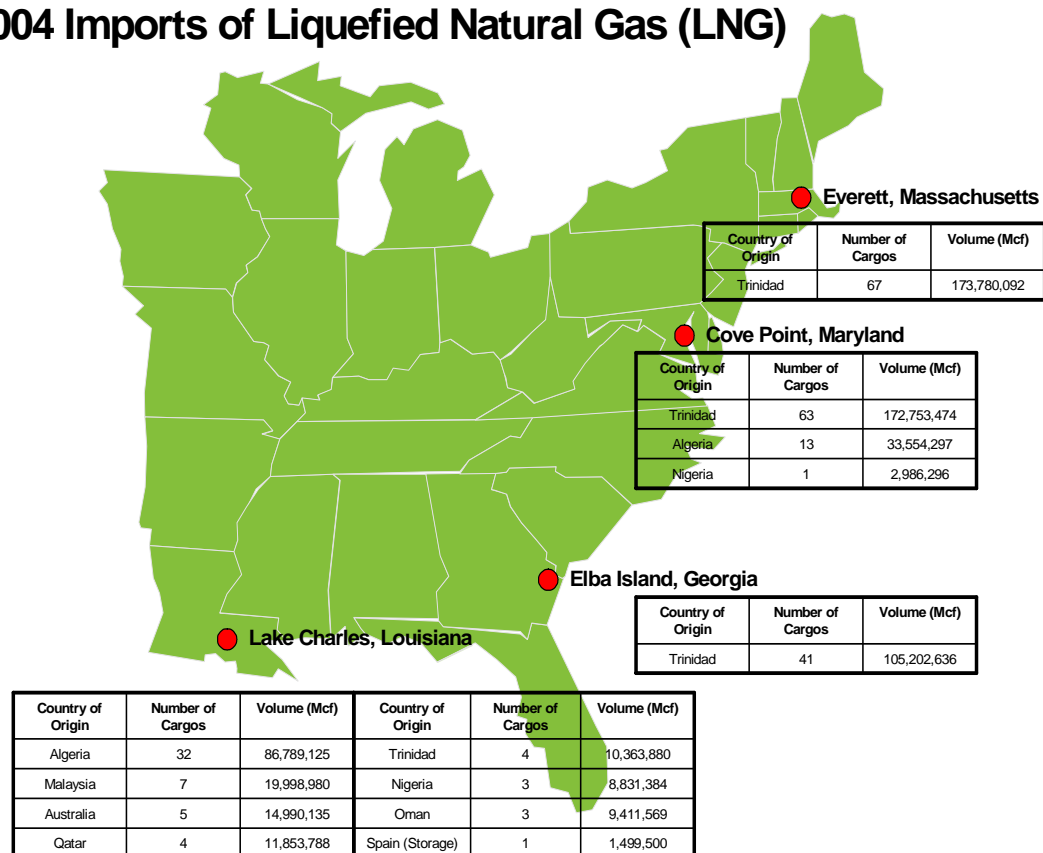 004 Imports of Liquefied Natural Gas (LNG)
Everett, Massachusetts
Country of Origin Number of Cargos Volume (Mcf)
Trinidad 67 173,780,092
Cove Point, Maryland
Country of Origin Number of Cargos Volume (Mcf)
Trinidad 63 172,753,474
Algeria 13 33,554,297
Nigeria 1 2,986,296
Elba Island, Georgia
Country of Origin Number of Cargos Volume (Mcf)
Trinidad 41 105,202,636
Lake Charles, Louisiana
Country of Origin Number of Cargos Volume (Mcf) Country of Origin Number of Cargos Volume (Mcf)
Algeria 32 86,789,125 Trinidad 4 10,363,880
Malaysia 7 19,998,980 Nigeria 3 8,831,384
Australia 5 14,990,135 Oman 3 9,411,569
Qatar 4 11,853,788 Spain (Storage) 1 1,499,500